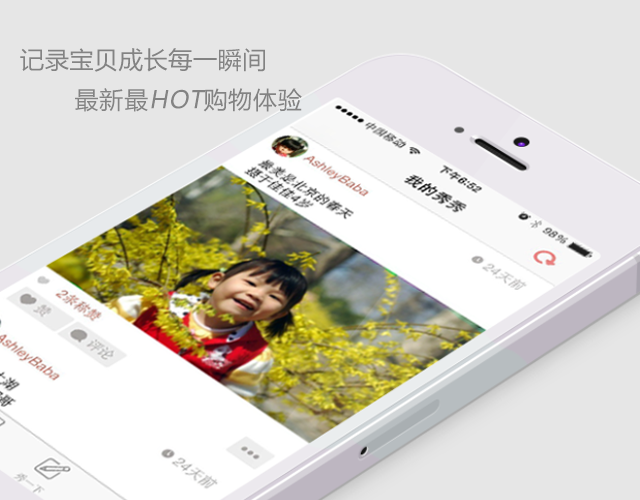 记录宝贝成长每一瞬间
最新最HOT购物体验
中国移动
下午6:52
98%
我的秀秀
AshleyBaba
24天前
最美是北京的春天
摄于佳佳4岁
2条称赞
赞
评论
AshleyBaba
24天前
秀一下